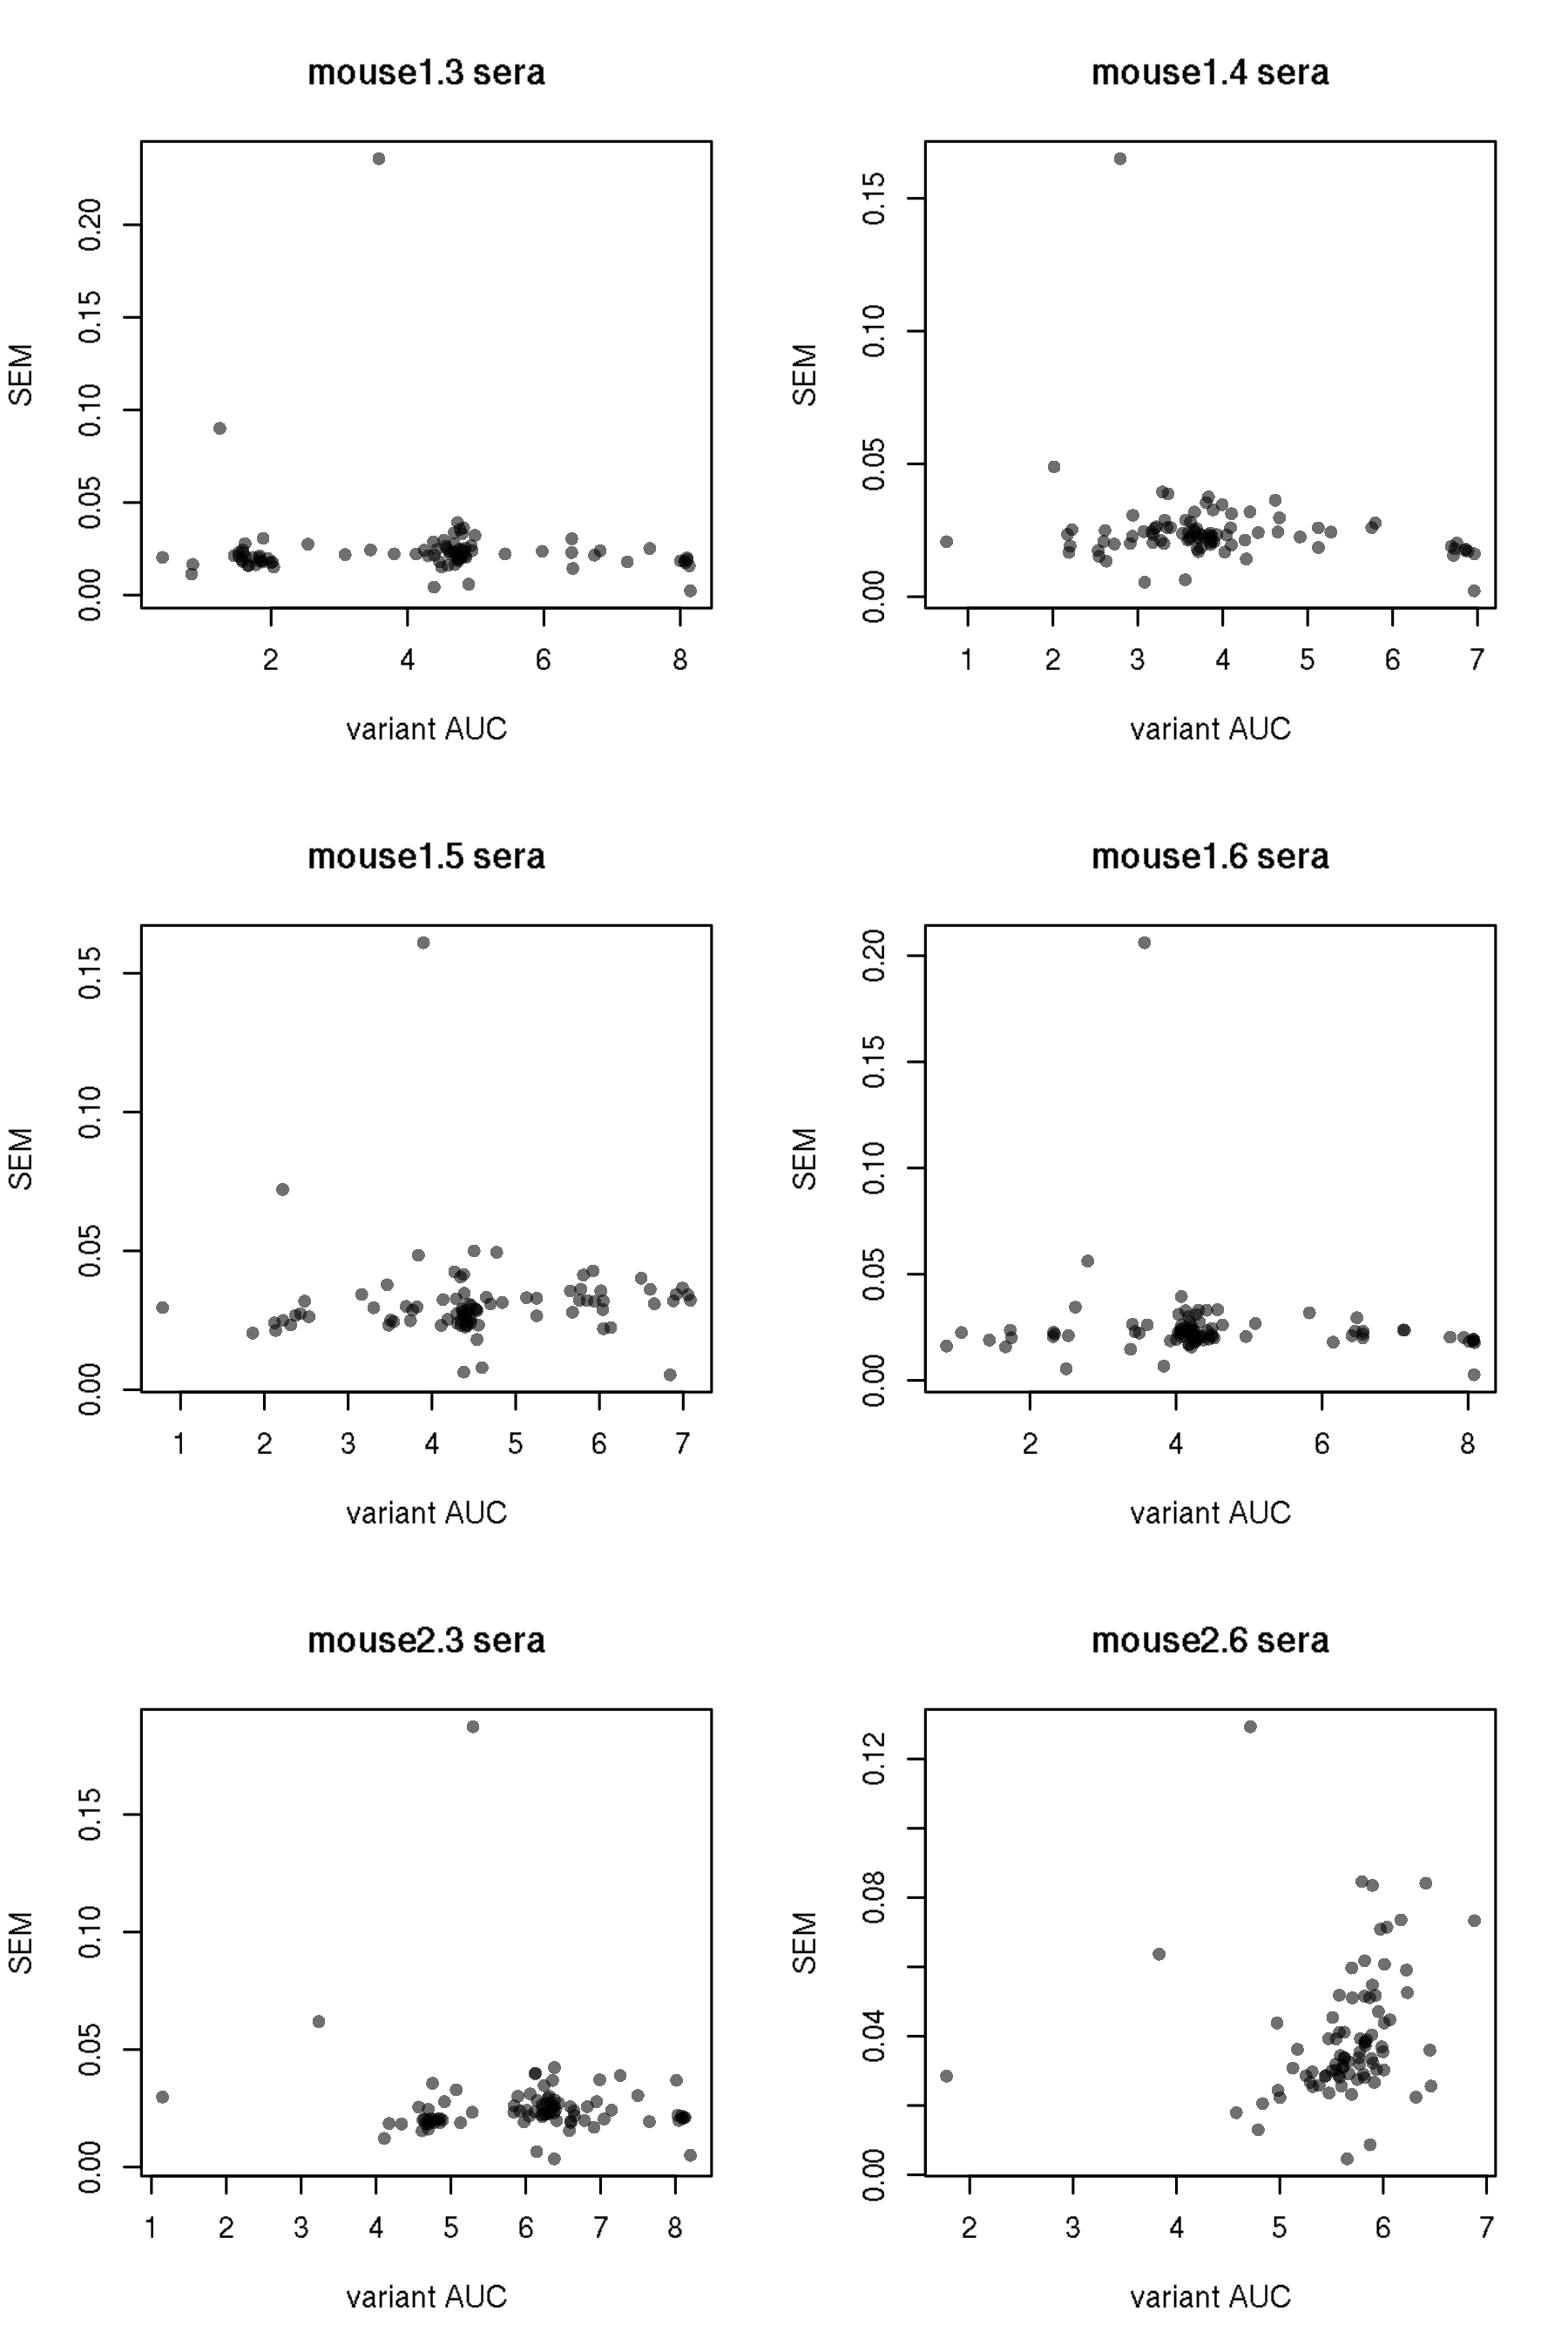 mouse1.3 sera
SEM
0.00 0.05 0.10 0.15 0.20
2 4 6 8
variant AUC
mouse1.4 sera
SEM
0.00 0.05 0.10 0.15
1 2 3 4 5 6 7
variant AUC
mouse1.5 sera
SEM
0.00 0.05 0.10 0.15
1 2 3 4 5 6 7
variant AUC
mouse1.6 sera
SEM
0.00 0.05 0.10 0.15 0.20
2 4 6 8
variant AUC
mouse2.3 sera
SEM
0.00 0.05 0.10 0.15
1 2 3 4 5 6 7 8
variant AUC
mouse2.6 sera
SEM
0.00 0.04 0.08 0.12
2 3 4 5 6 7
variant AUC